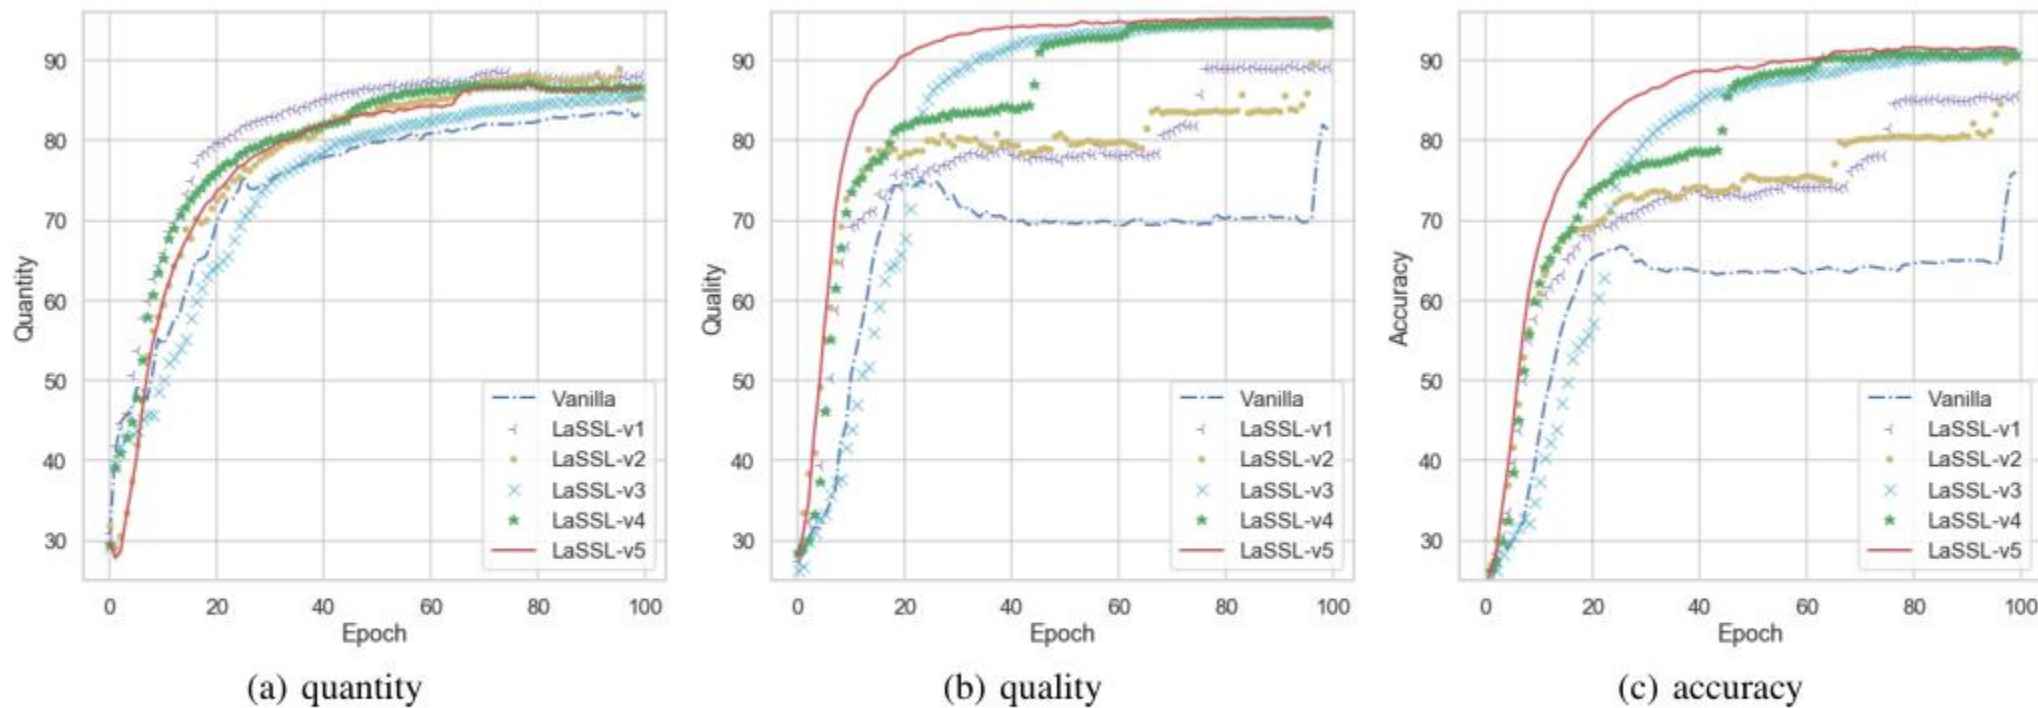 Quantity
90
80
70
60
50
40
30
0 20 40 60 80 100
Epoch
Vanilla
LaSSL-v1
LaSSL-v2
LaSSL-v3
LaSSL-v4
LaSSL-v5
(a) quantity
Quality
90
80
70
60
50
40
30
0 20 40 60 80 100
Epoch
Vanilla
LaSSL-v1
LaSSL-v2
LaSSL-v3
LaSSL-v4
LaSSL-v5
(b) quality
Accuracy
90
80
70
60
50
40
30
0 20 40 60 80 100
Epoch
Vanilla
LaSSL-v1
LaSSL-v2
LaSSL-v3
LaSSL-v4
LaSSL-v5
(c) accuracy